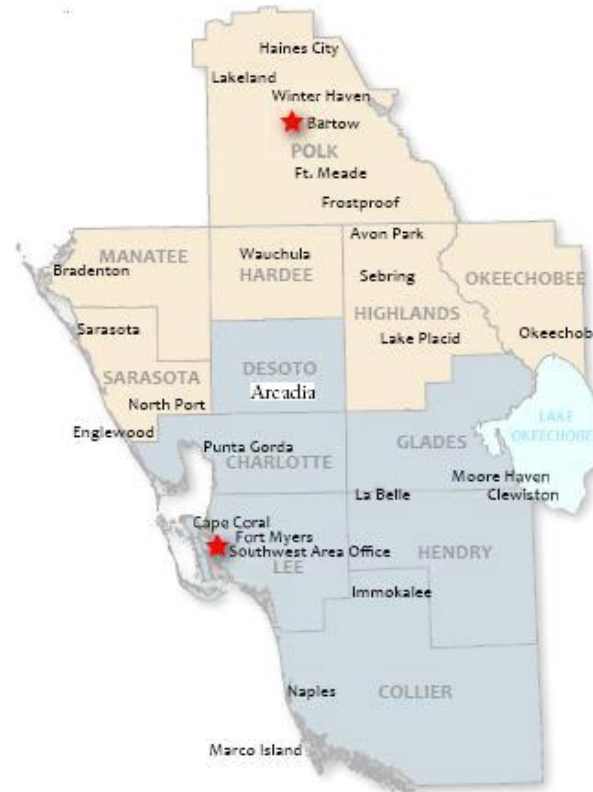 Haines City
Lakeland
Winter Haven
Bartow
POLK
Ft. Meade
Frostproof
Avon Park
MANATEE
Wauchula
HARDEE
Bradenton
Sebring
OKEECHOBEE
HIGHLANDS
Sarasota
Lake Placid
Okeechob
DESOTO
SARASOTA
Arcadia
North Port
LAKE
OKEECHOBEE
Englewood
Punta Gorda
GLADES
CHARLOTTE
Moore Haven
La Belle
Clewiston
Cape Coral
Fort Myers
Southwest Area Office
HENDRY
LEE
Immokalee
Naples
COLLIER
Marco Island